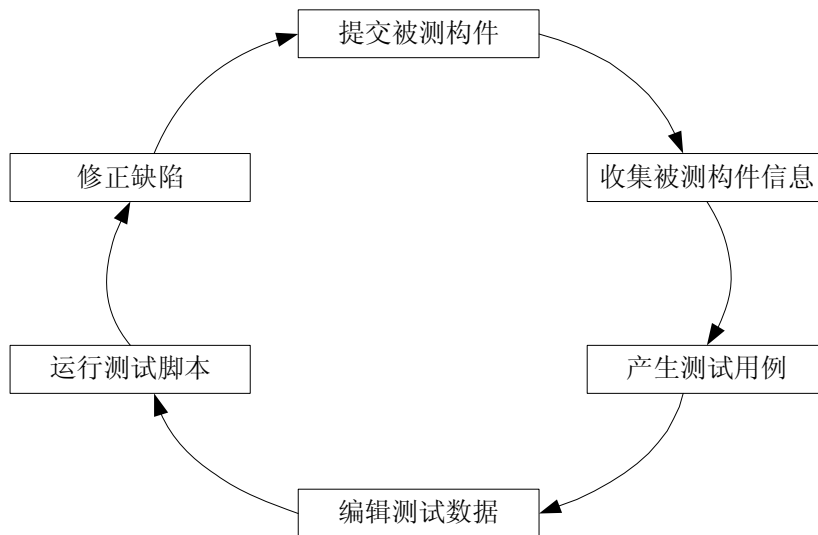 提交被测构件
收集被测构件信息
产生测试用例
编辑测试数据
运行测试脚本
修正缺陷